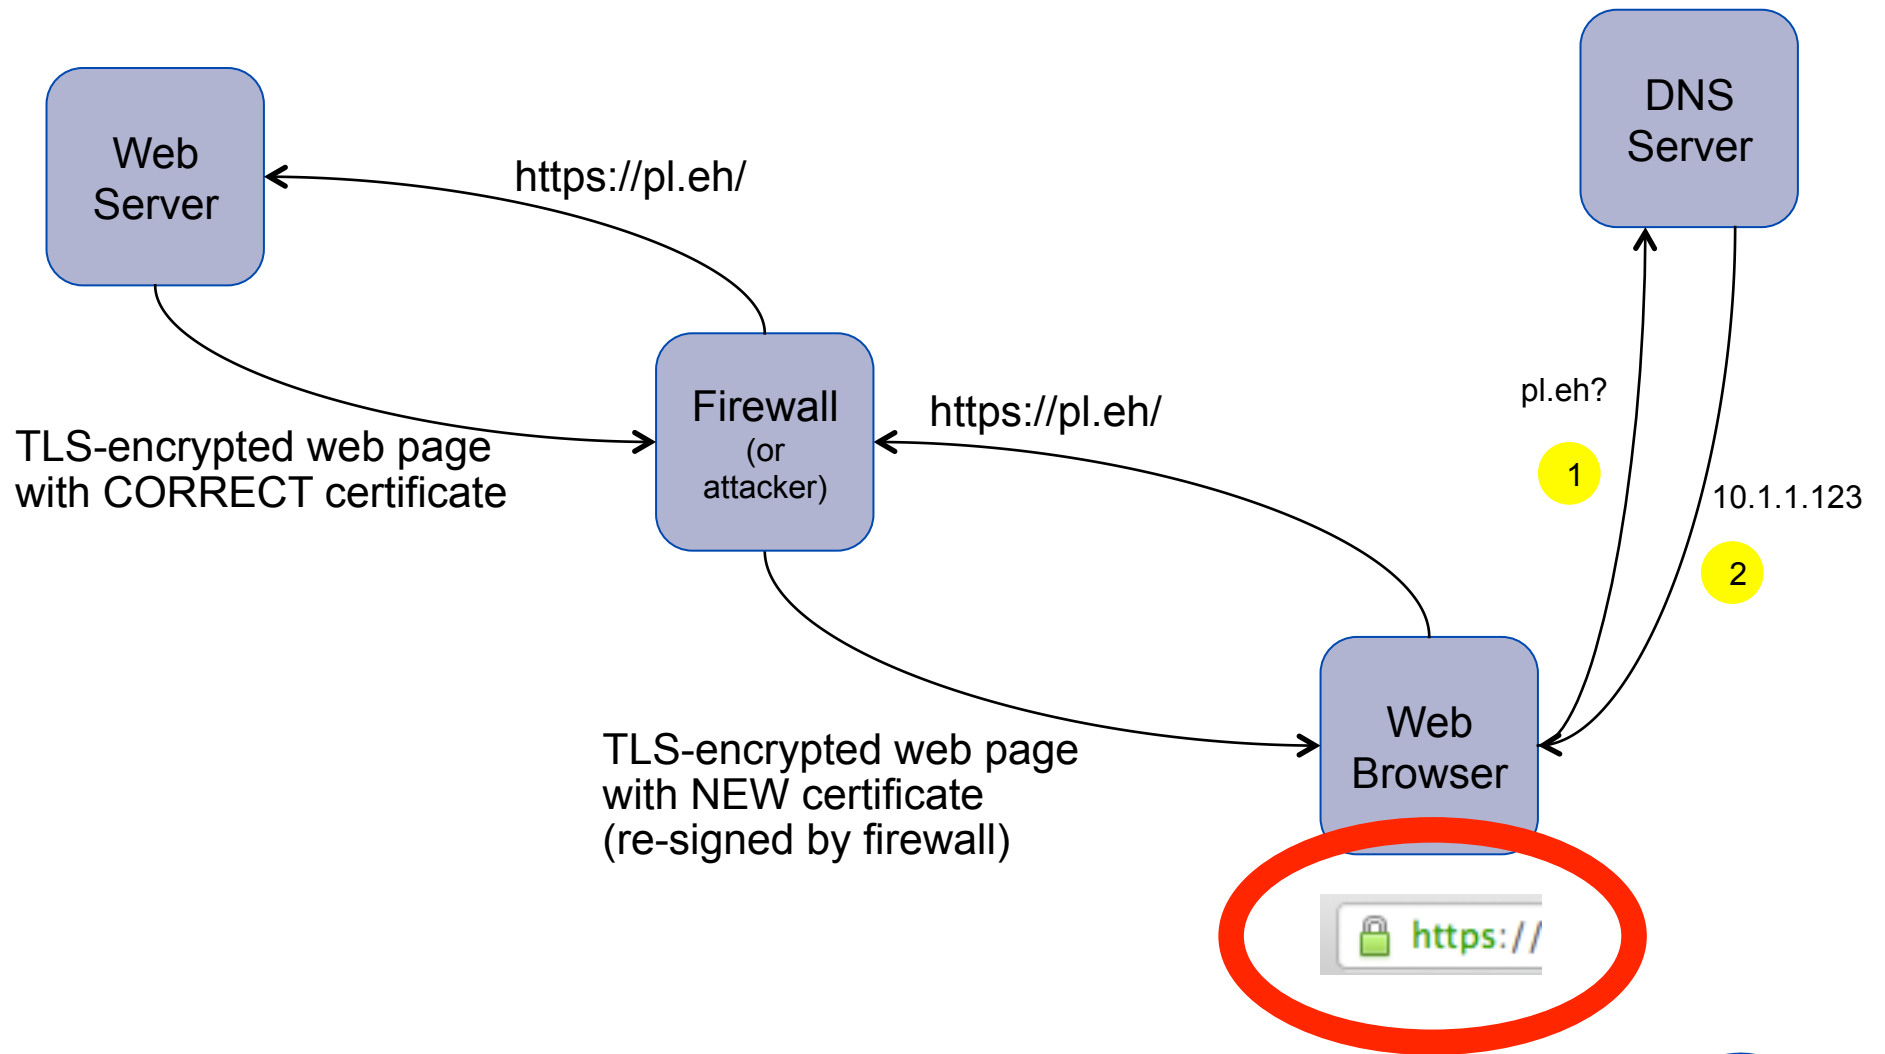 DNS
Server
Web
Server
https://pl.eh/
Firewall
(or
attacker)
https://pl.eh/
pl.eh?
1
10.1.1.123
2
TLS-encrypted web page
with CORRECT certificate
TLS-encrypted web page
with NEW certificate
(re-signed by firewall)
Web
Browser
https://